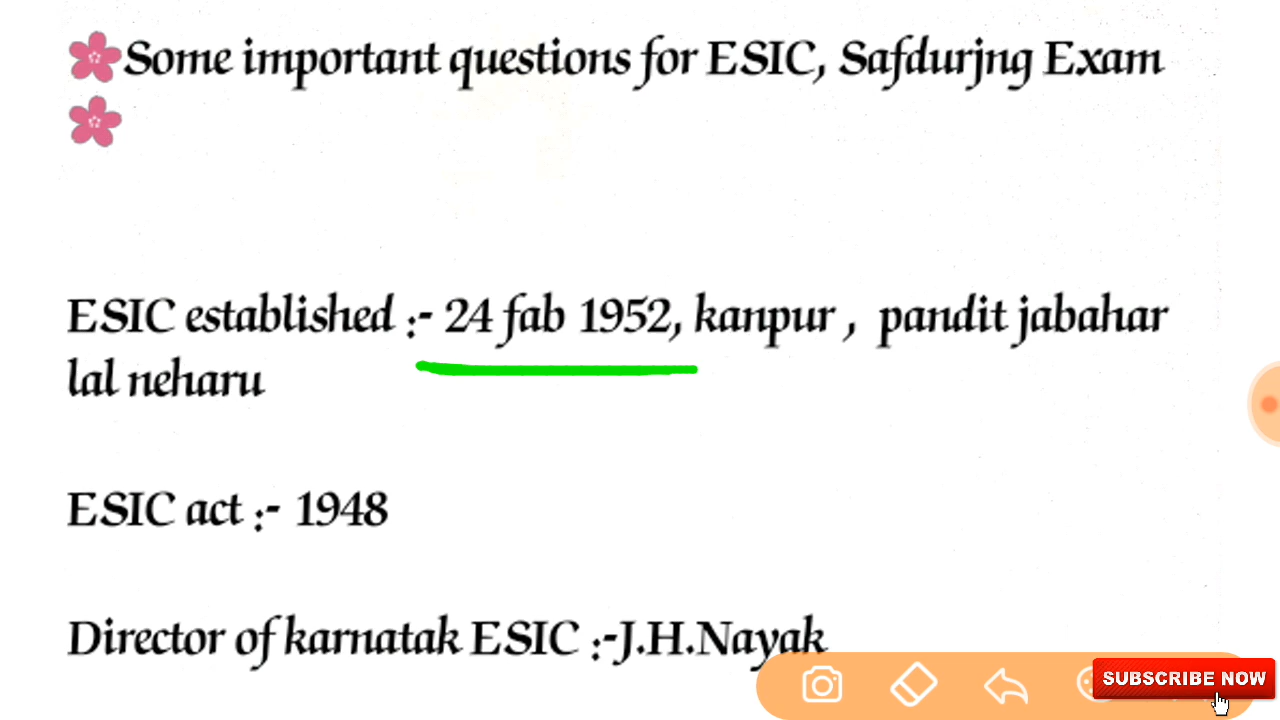 Some important questions for ESIC, Safdurjng Exam
ESIC established :- 24 fab 1952, kanpur , pandit jabahar
lal neharu
ESIC act :- 1948
Director of karnatak ESIC :-J.H.Nayak
SUBSCRIBE NOW